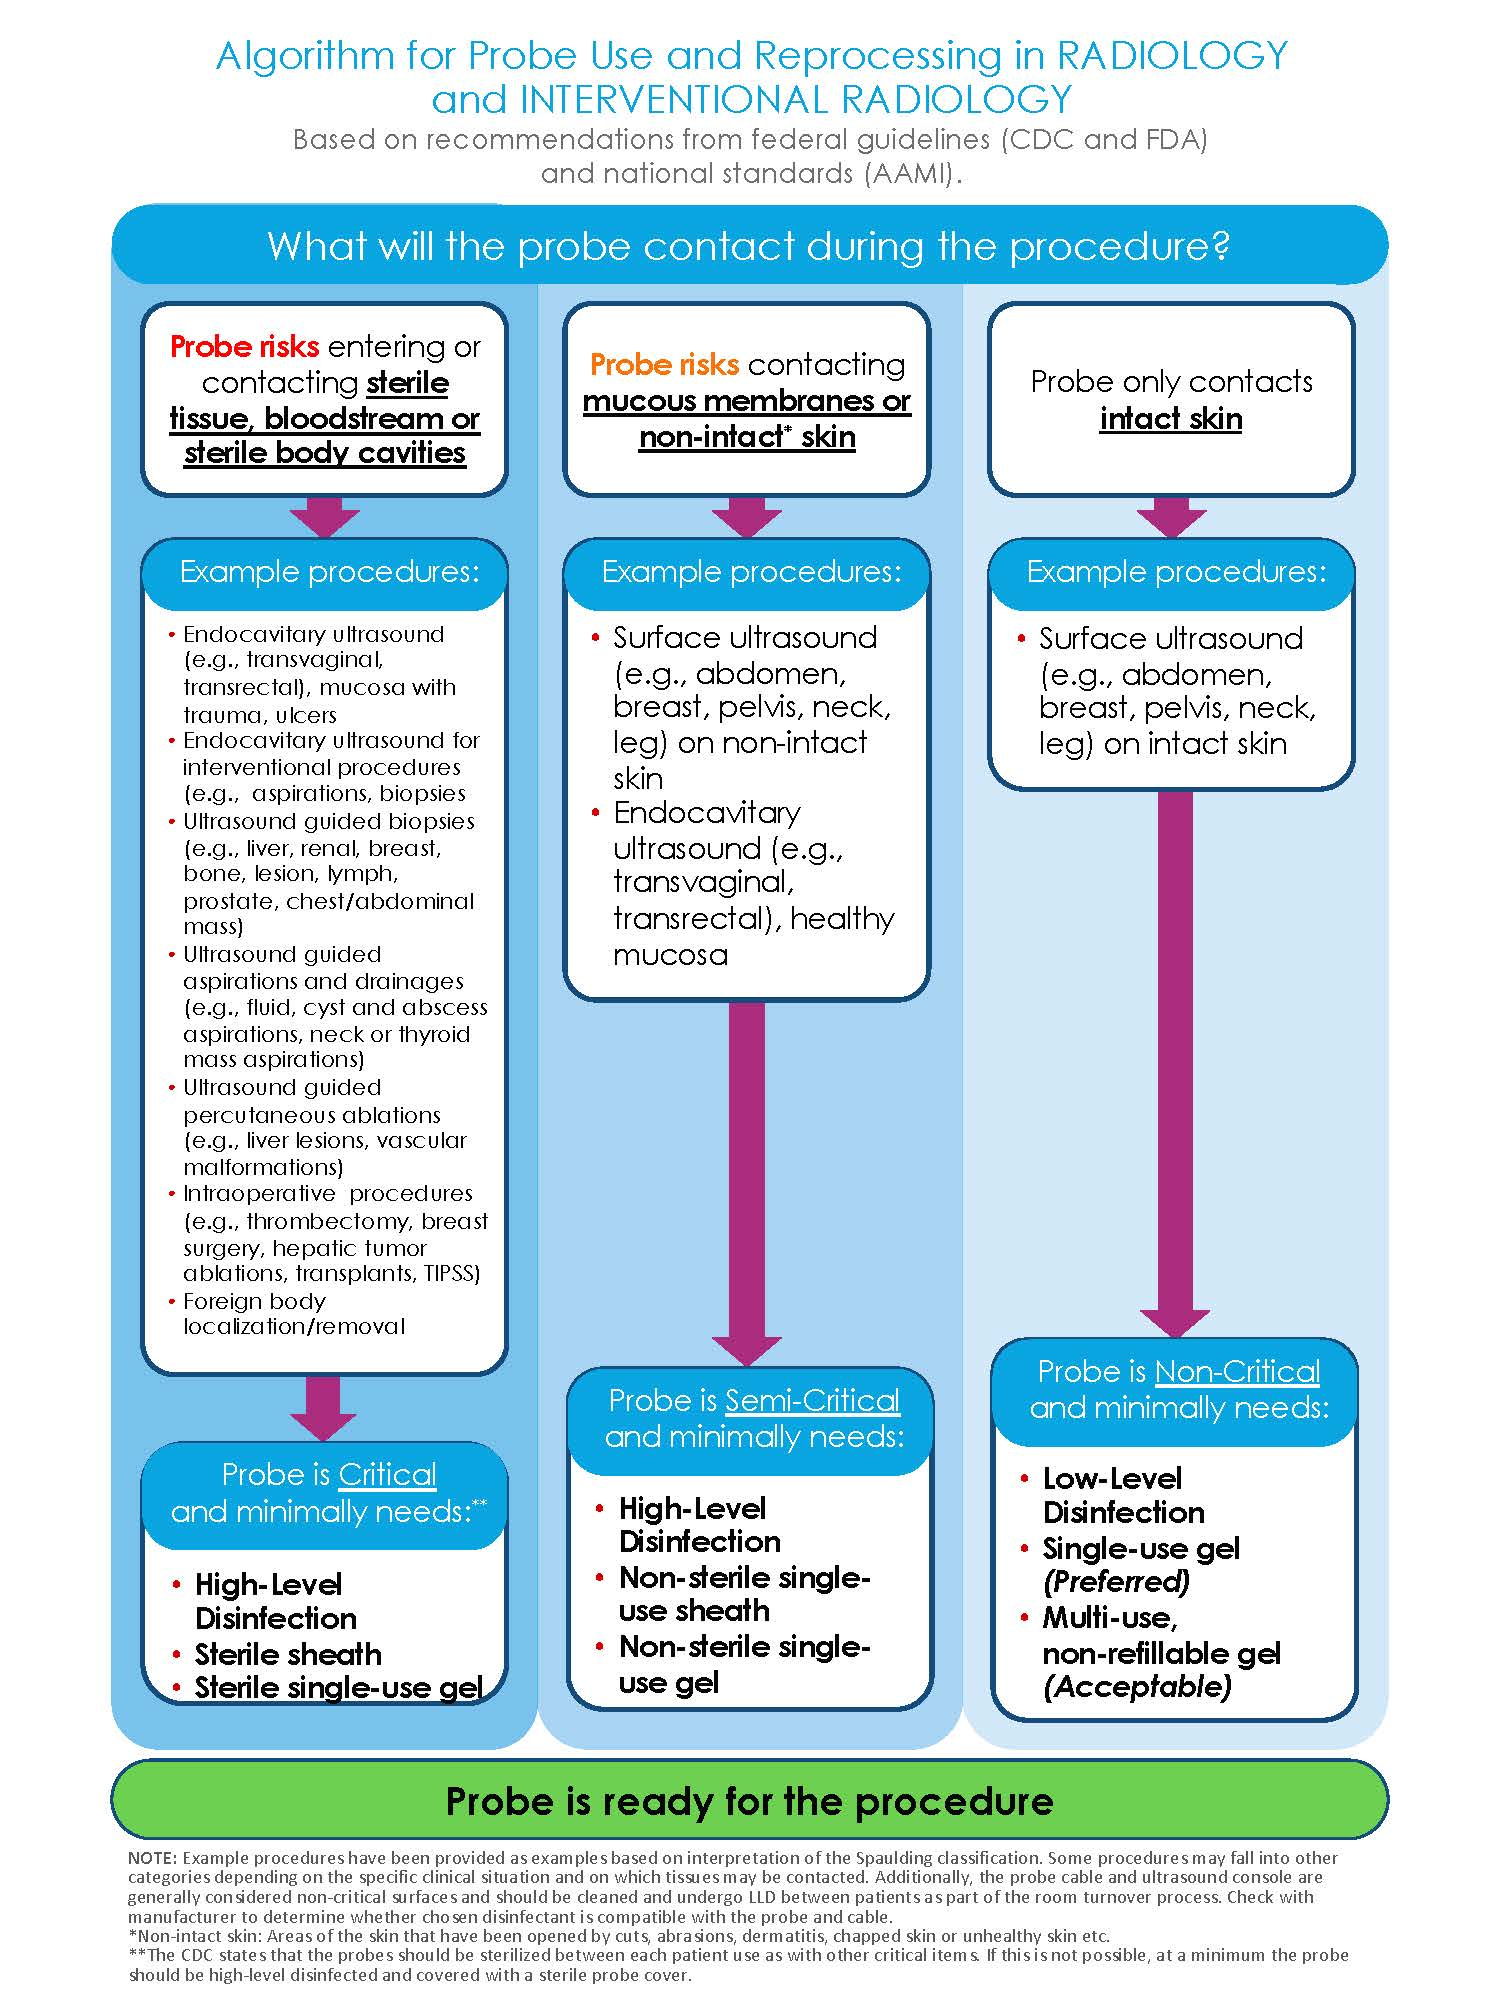 Algorithm for Probe Use and Reprocessing in RADIOLOGY
and INTERVENTIONAL RADIOLOGY
Based on recommendations from federal guidelines (CDC and FDA)
and national standards (AAMI).
What will the probe contact during the procedure?
Probe risks entering or
contacting sterile
tissue, bloodstream or
sterile body cavities
Example procedures:
• Endocavitary ultrasound
(e.g., transvaginal,
transrectal), mucosa with
trauma, ulcers
• Endocavitary ultrasound for
interventional procedures
(e.g., aspirations, biopsies
• Ultrasound guided biopsies
(e.g., liver, renal, breast,
bone, lesion, lymph,
prostate, chest/abdominal
mass)
• Ultrasound guided
aspirations and drainages
(e.g., fluid, cyst and abscess
aspirations, neck or thyroid
mass aspirations)
• Ultrasound guided
percutaneous ablations
(e.g., liver lesions, vascular
malformations)
• Intraoperative procedures
(e.g., thrombectomy, breast
surgery, hepatic tumor
ablations, transplants, TIPSS)
• Foreign body
localization/removal
Probe is Critical
and minimally needs:**
• High-Level
Disinfection
• Sterile sheath
• Sterile single-use gel
Probe risks contacting
mucous membranes or
non-intact* skin
Example procedures:
• Surface ultrasound
(e.g., abdomen,
breast, pelvis, neck,
leg) on non-intact
skin
• Endocavitary
ultrasound (e.g.,
transvaginal,
transrectal), healthy
mucosa
Probe is Semi-Critical
and minimally needs:
• High-Level
Disinfection
• Non-sterile single-
use sheath
• Non-sterile single-
use gel
Probe only contacts
intact skin
Example procedures:
• Surface ultrasound
(e.g., abdomen,
breast, pelvis, neck,
leg) on intact skin
Probe is Non-Critical
and minimally needs:
• Low-Level
Disinfection
• Single-use gel
(Preferred)
• Multi-use,
non-refillable gel
(Acceptable)
Probe is ready for the procedure
NOTE: Example procedures have been provided as examples based on interpretation of the Spaulding classification. Some procedures may fall into other
categories depending on the specific clinical situation and on which tissues may be contacted. Additionally, the probe cable and ultrasound console are
generally considered non-critical surfaces and should be cleaned and undergo LLD between patients as part of the room turnover process. Check with
manufacturer to determine whether chosen disinfectant is compatible with the probe and cable.
*Non-intact skin: Areas of the skin that have been opened by cuts, abrasions, dermatitis, chapped skin or unhealthy skin etc.
**The CDC states that the probes should be sterilized between each patient use as with other critical items. If this is not possible, at a minimum the probe
should be high-level disinfected and covered with a sterile probe cover.